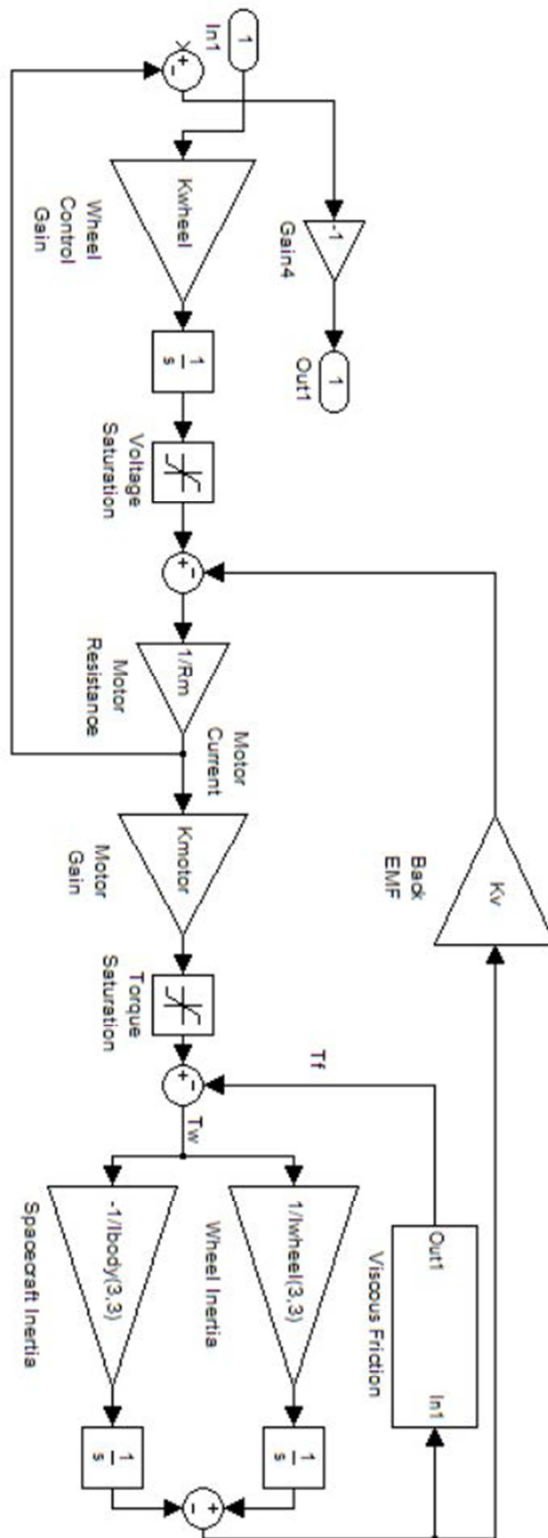 1
In1
+
-
Kwheel
Wheel
Control
Gain
-1
Gain4
1
Out1
1
s
Voltage
Saturation
+
-
1/Rm
Motor
Resistance
Motor
Current
Kmotor
Motor
Gain
Torque
Saturation
+
-
Tf
Tw
Kv
Back
EMF
Out1
In1
Viscous Friction
1/Iwheel(3,3)
Wheel Inertia
-1/Ibody(3,3)
Spacecraft Inertia
1
s
1
s
+
-